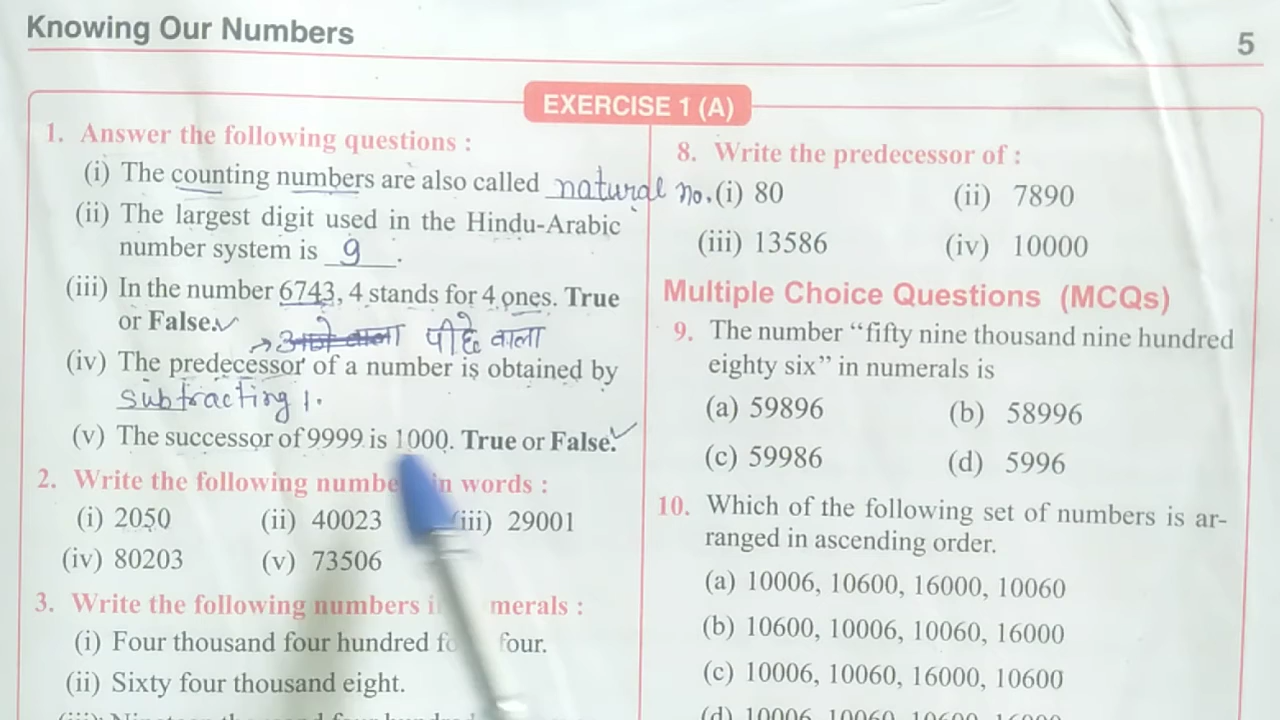 Knowing Our Numbers
5
EXERCISE 1 (A)
1. Answer the following questions :
(i) The counting numbers are also called natural no.
(ii) The largest digit used in the Hindu-Arabic
number system is 9.
(iii) In the number 6743, 4 stands for 4 ones. True
or False.✓
→ आगे वाला पीछे वाला
(iv) The predecessor of a number is obtained by
subtracting 1.
(v) The successor of 9999 is 1000. True or False.✓
2. Write the following in words :
(i) 2050 (ii) 40023 (iii) 29001
(iv) 80203 (v) 73506
3. Write the following numbers :
(i) Four thousand four hundred four.
(ii) Sixty four thousand eight.
8. Write the predecessor of :
(i) 80 (ii) 7890
(iii) 13586 (iv) 10000
Multiple Choice Questions (MCQs)
9. The number “fifty nine thousand nine hundred
eighty six” in numerals is
(a) 59896 (b) 58996
(c) 59986 (d) 5996
10. Which of the following set of numbers is ar-
ranged in ascending order.
(a) 10006, 10600, 16000, 10060
(b) 10600, 10006, 10060, 16000
(c) 10006, 10060, 16000, 10600
(d) 10006, 10060, 10600, 16000